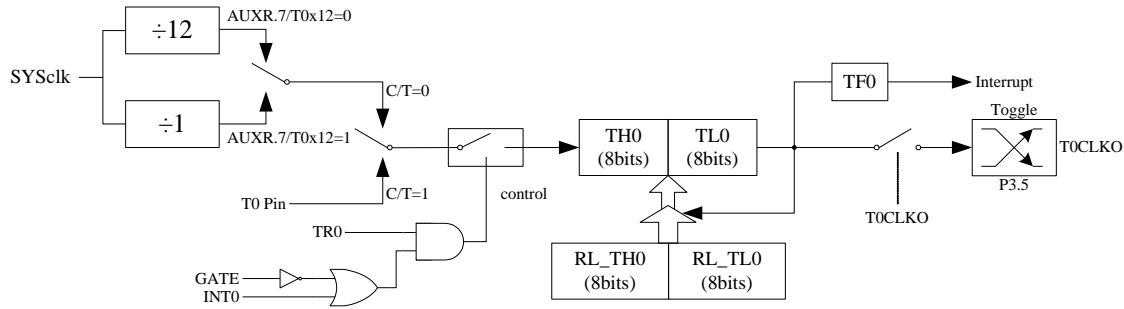 AUXR.7/T0x12=0
÷12
SYSclk
÷1
AUXR.7/T0x12=1
C/T=0
C/T=1
T0 Pin
control
TR0
GATE
INT0
TH0
(8bits)
TL0
(8bits)
RL_TH0
(8bits)
RL_TL0
(8bits)
TF0
Interrupt
Toggle
T0CLKO
P3.5
T0CLKO